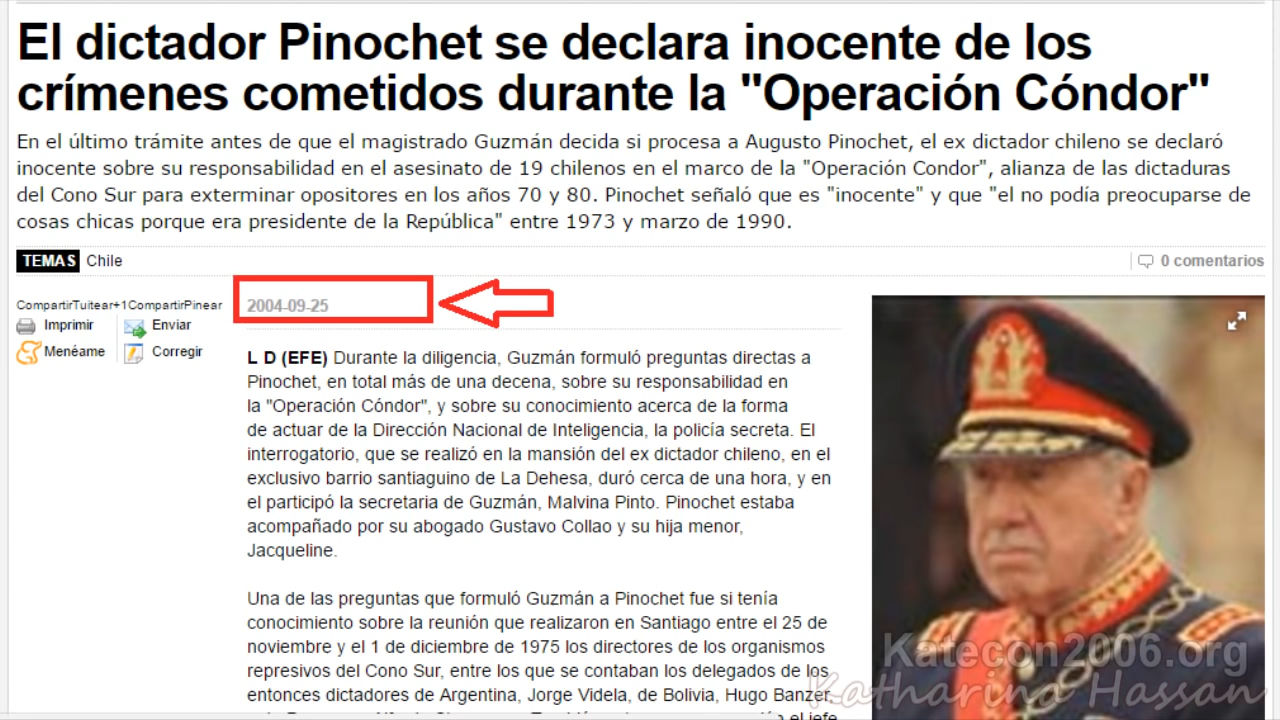 El dictador Pinochet se declara inocente de los
crímenes cometidos durante la "Operación Cóndor"
En el último trámite antes de que el magistrado Guzmán decida si procesa a Augusto Pinochet, el ex dictador chileno se declaró
inocente sobre su responsabilidad en el asesinato de 19 chilenos en el marco de la "Operación Condor", alianza de las dictaduras
del Cono Sur para exterminar opositores en los años 70 y 80. Pinochet señaló que es "inocente" y que "el no podía preocuparse de
cosas chicas porque era presidente de la República" entre 1973 y marzo de 1990.
TEMAS Chile
0 comentarios
CompartirTuitear+1CompartirPinear
Imprimir Enviar
Menéame Corregir
2004-09-25
L D (EFE) Durante la diligencia, Guzmán formuló preguntas directas a
Pinochet, en total más de una decena, sobre su responsabilidad en
la "Operación Cóndor", y sobre su conocimiento acerca de la forma
de actuar de la Dirección Nacional de Inteligencia, la policía secreta. El
interrogatorio, que se realizó en la mansión del ex dictador chileno, en el
exclusivo barrio santiaguino de La Dehesa, duró cerca de una hora, y en
el participó la secretaria de Guzmán, Malvina Pinto. Pinochet estaba
acompañado por su abogado Gustavo Collao y su hija menor,
Jacqueline.
Una de las preguntas que formuló Guzmán a Pinochet fue si tenía
conocimiento sobre la reunión que realizaron en Santiago entre el 25 de
noviembre y el 1 de diciembre de 1975 los directores de los organismos
represivos del Cono Sur, entre los que se contaban los delegados de los
entonces dictadores de Argentina, Jorge Videla, de Bolivia, Hugo Banzer,
Katecon2006.org
Katharina Hassan